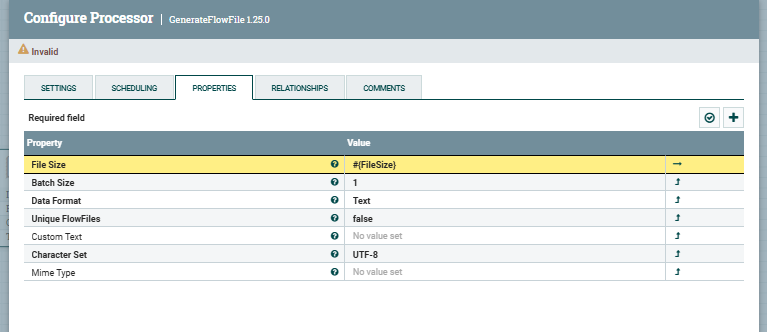 Configure Processor | GenerateFlowFile 1.25.0
Invalid
SETTINGS SCHEDULING PROPERTIES RELATIONSHIPS COMMENTS
Required field
Property Value
File Size #{FileSize}
Batch Size 1
Data Format Text
Unique FlowFiles false
Custom Text No value set
Character Set UTF-8
Mime Type No value set